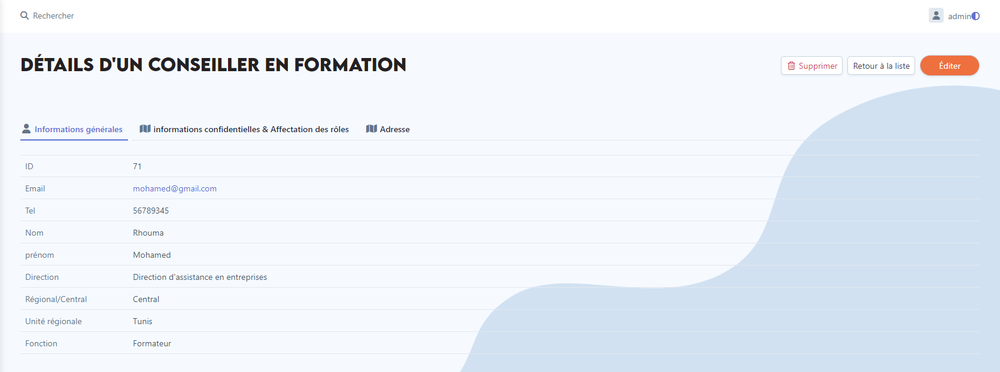 Rechercher
admin
DÉTAILS D'UN CONSEILLER EN FORMATION
Supprimer
Retour à la liste
Éditer
Informations générales
informations confidentielles & Affectation des rôles
Adresse
ID 71
Email mohamed@gmail.com
Tel 56789345
Nom Rhouma
prénom Mohamed
Direction Direction d'assistance en entreprises
Régional/Central Central
Unité régionale Tunis
Fonction Formateur